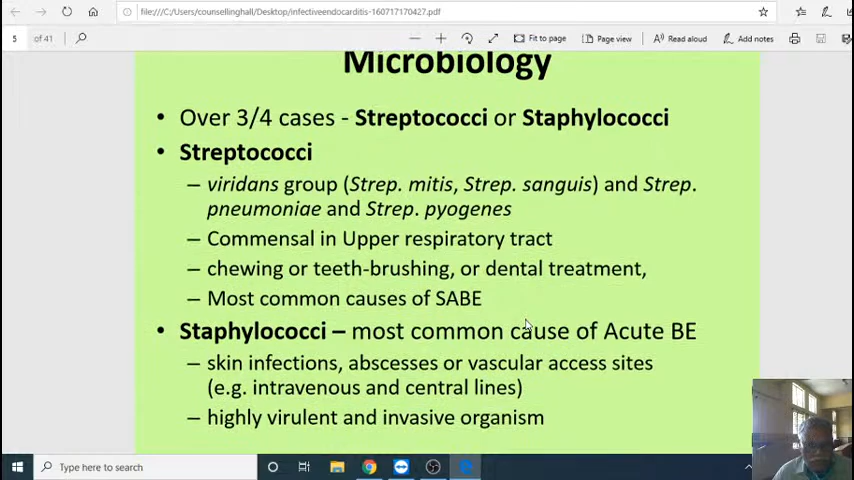 file:///C:/Users/counsellinghall/Desktop/infectiveendocarditis-160717170427.pdf
5 of 41
Fit to page
Page view
Read aloud
Add notes
Microbiology
• Over 3/4 cases - Streptococci or Staphylococci
• Streptococci
– viridans group (Strep. mitis, Strep. sanguis) and Strep.
pneumoniae and Strep. pyogenes
– Commensal in Upper respiratory tract
– chewing or teeth-brushing, or dental treatment,
– Most common causes of SABE
• Staphylococci – most common cause of Acute BE
– skin infections, abscesses or vascular access sites
(e.g. intravenous and central lines)
– highly virulent and invasive organism
Type here to search